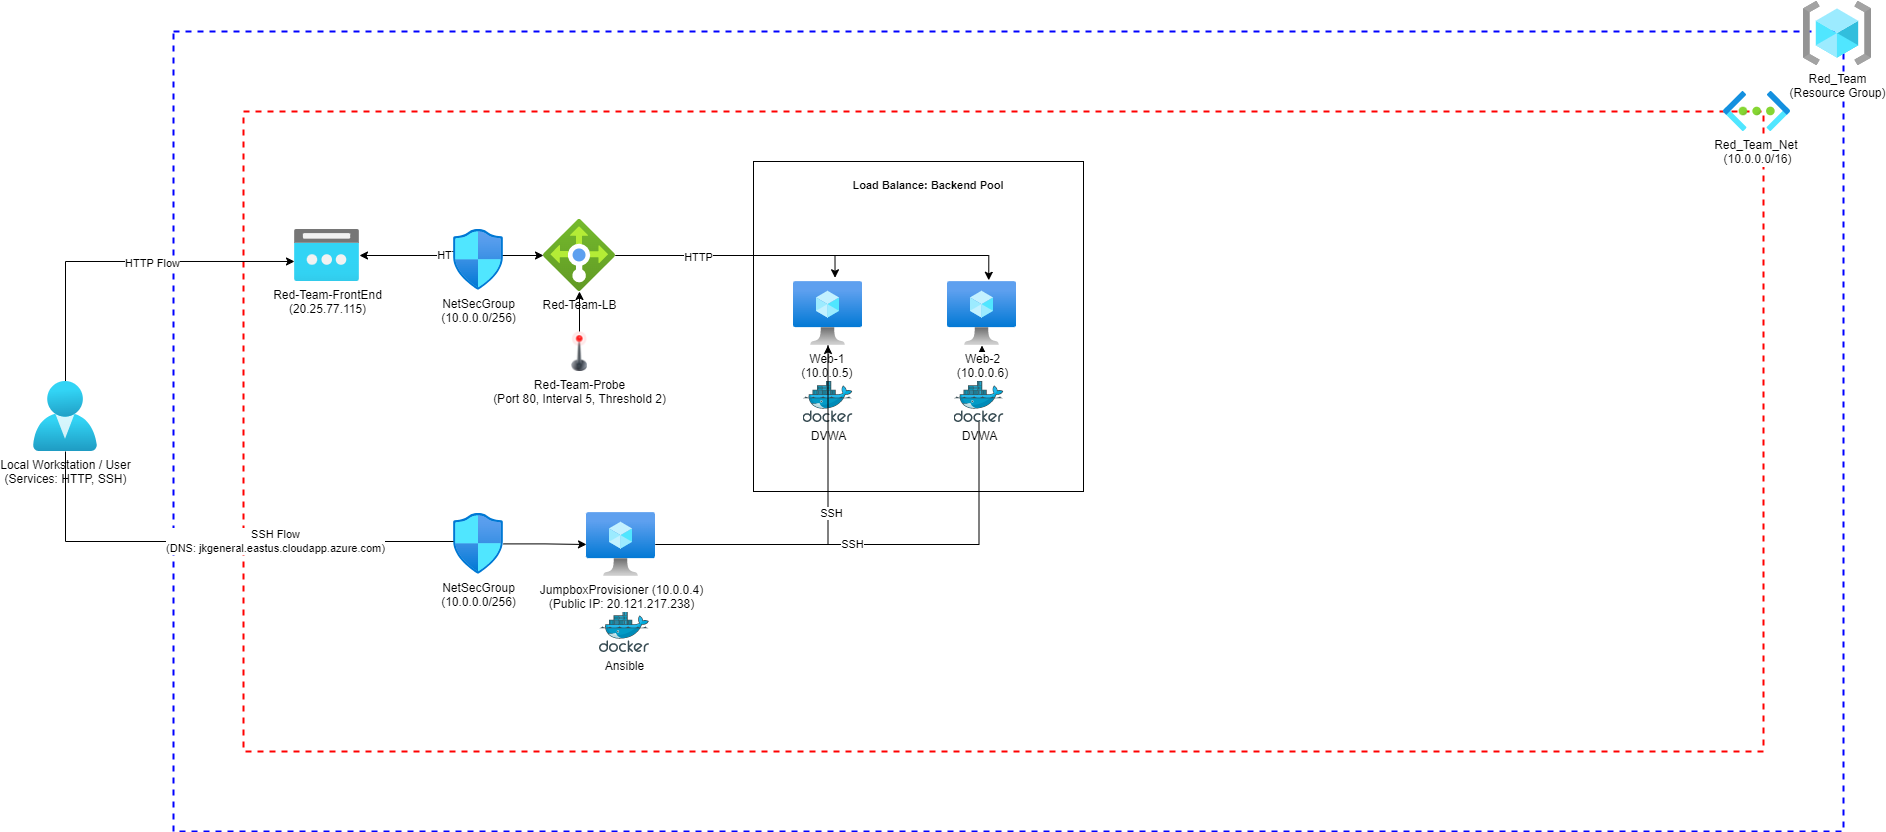 Red_Team
(Resource Group)
Red_Team_Net
(10.0.0.0/16)
Load Balance: Backend Pool
HTTP Flow
Red-Team-FrontEnd
(20.25.77.115)
HT
NetSecGroup
(10.0.0.0/256)
Red-Team-LB
HTTP
Red-Team-Probe
(Port 80, Interval 5, Threshold 2)
Web-1
(10.0.0.5)
docker
DVWA
Web-2
(10.0.0.6)
docker
DVWA
Local Workstation / User
(Services: HTTP, SSH)
SSH Flow
(DNS: jkgeneral.eastus.cloudapp.azure.com)
NetSecGroup
(10.0.0.0/256)
SSH
SSH
JumpboxProvisioner (10.0.0.4)
(Public IP: 20.121.217.238)
docker
Ansible